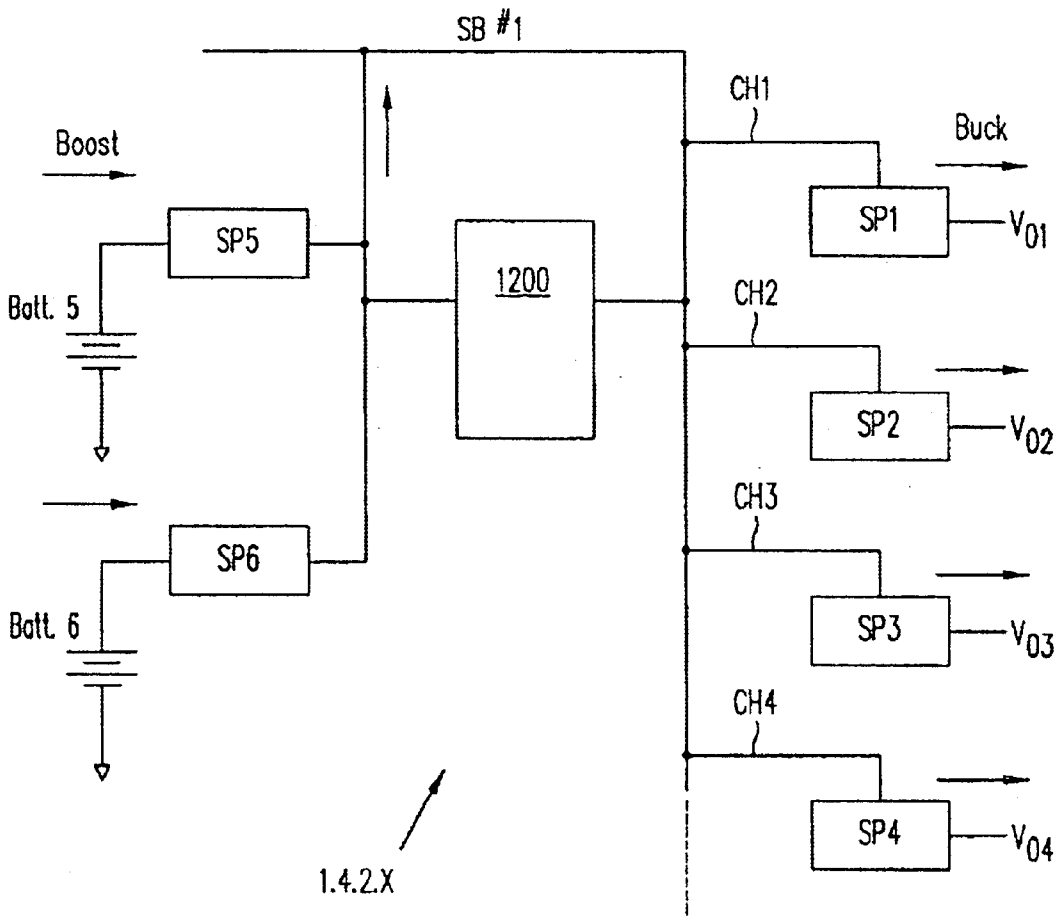 SB #1
CH1
Boost
Buck
SP5
SP1
V01
1200
Batt. 5
CH2
SP2
V02
CH3
SP6
SP3
V03
Batt. 6
CH4
SP4
V04
1.4.2.X